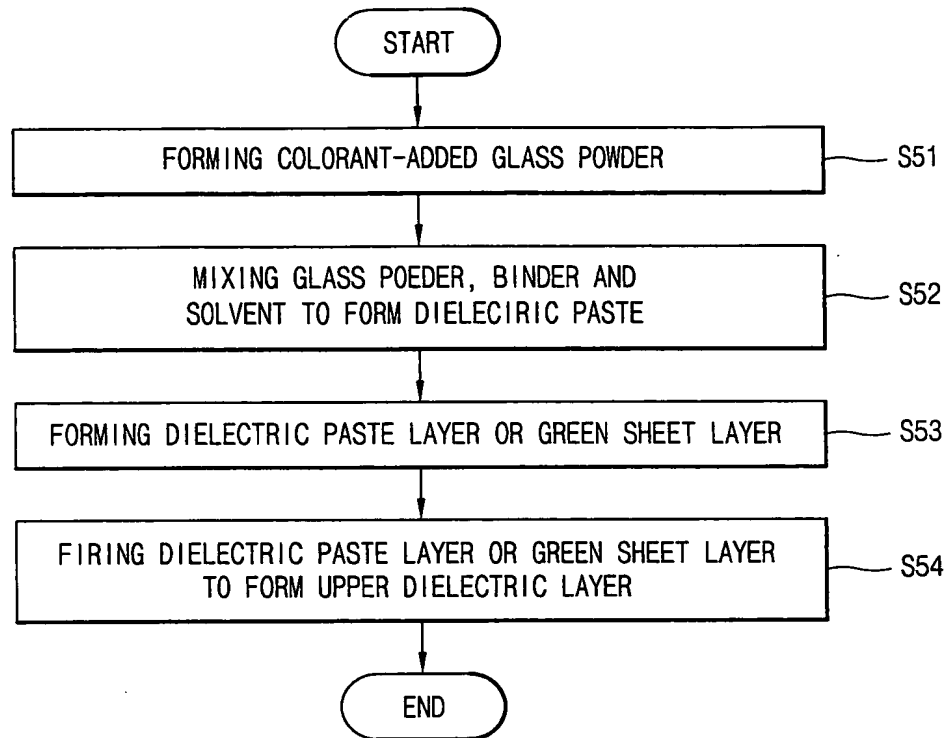 START
FORMING COLORANT-ADDED GLASS POWDER
S51
MIXING GLASS POEDER, BINDER AND
SOLVENT TO FORM DIELECIRIC PASTE
S52
FORMING DIELECTRIC PASTE LAYER OR GREEN SHEET LAYER
S53
FIRING DIELECTRIC PASTE LAYER OR GREEN SHEET LAYER
TO FORM UPPER DIELECTRIC LAYER
S54
END